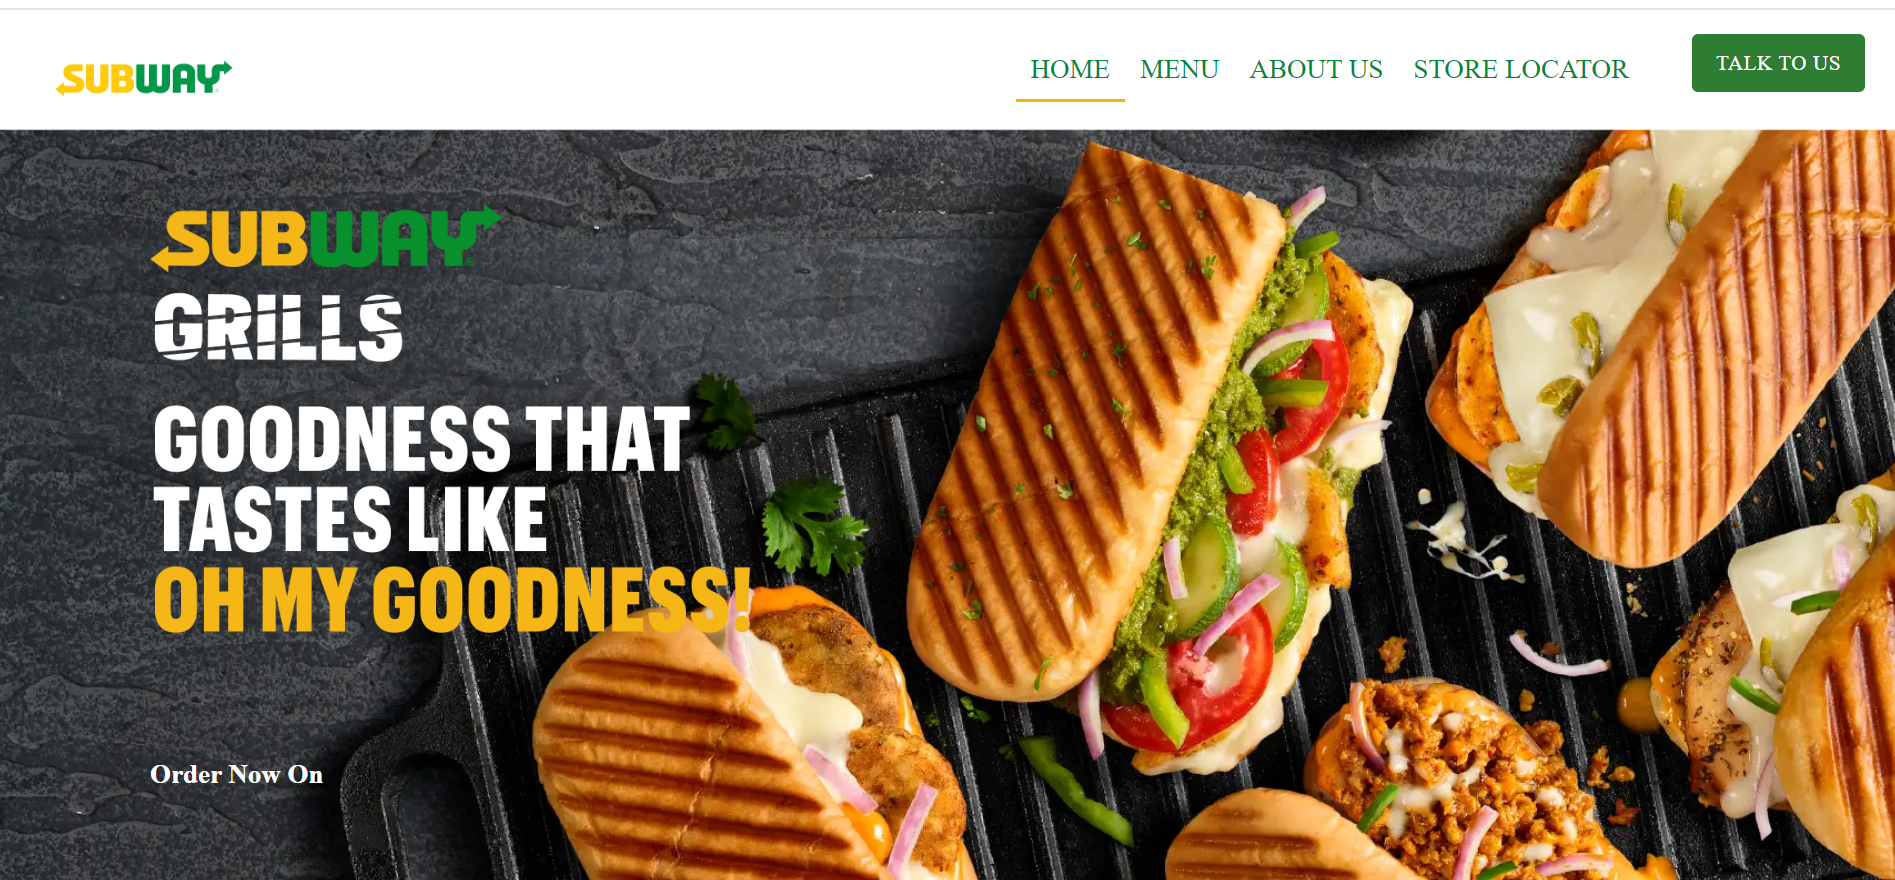 SUBWAY®
HOME
MENU
ABOUT US
STORE LOCATOR
TALK TO US
SUBWAY®
GRILLS
GOODNESS THAT
TASTES LIKE
OH MY GOODNESS!
Order Now On